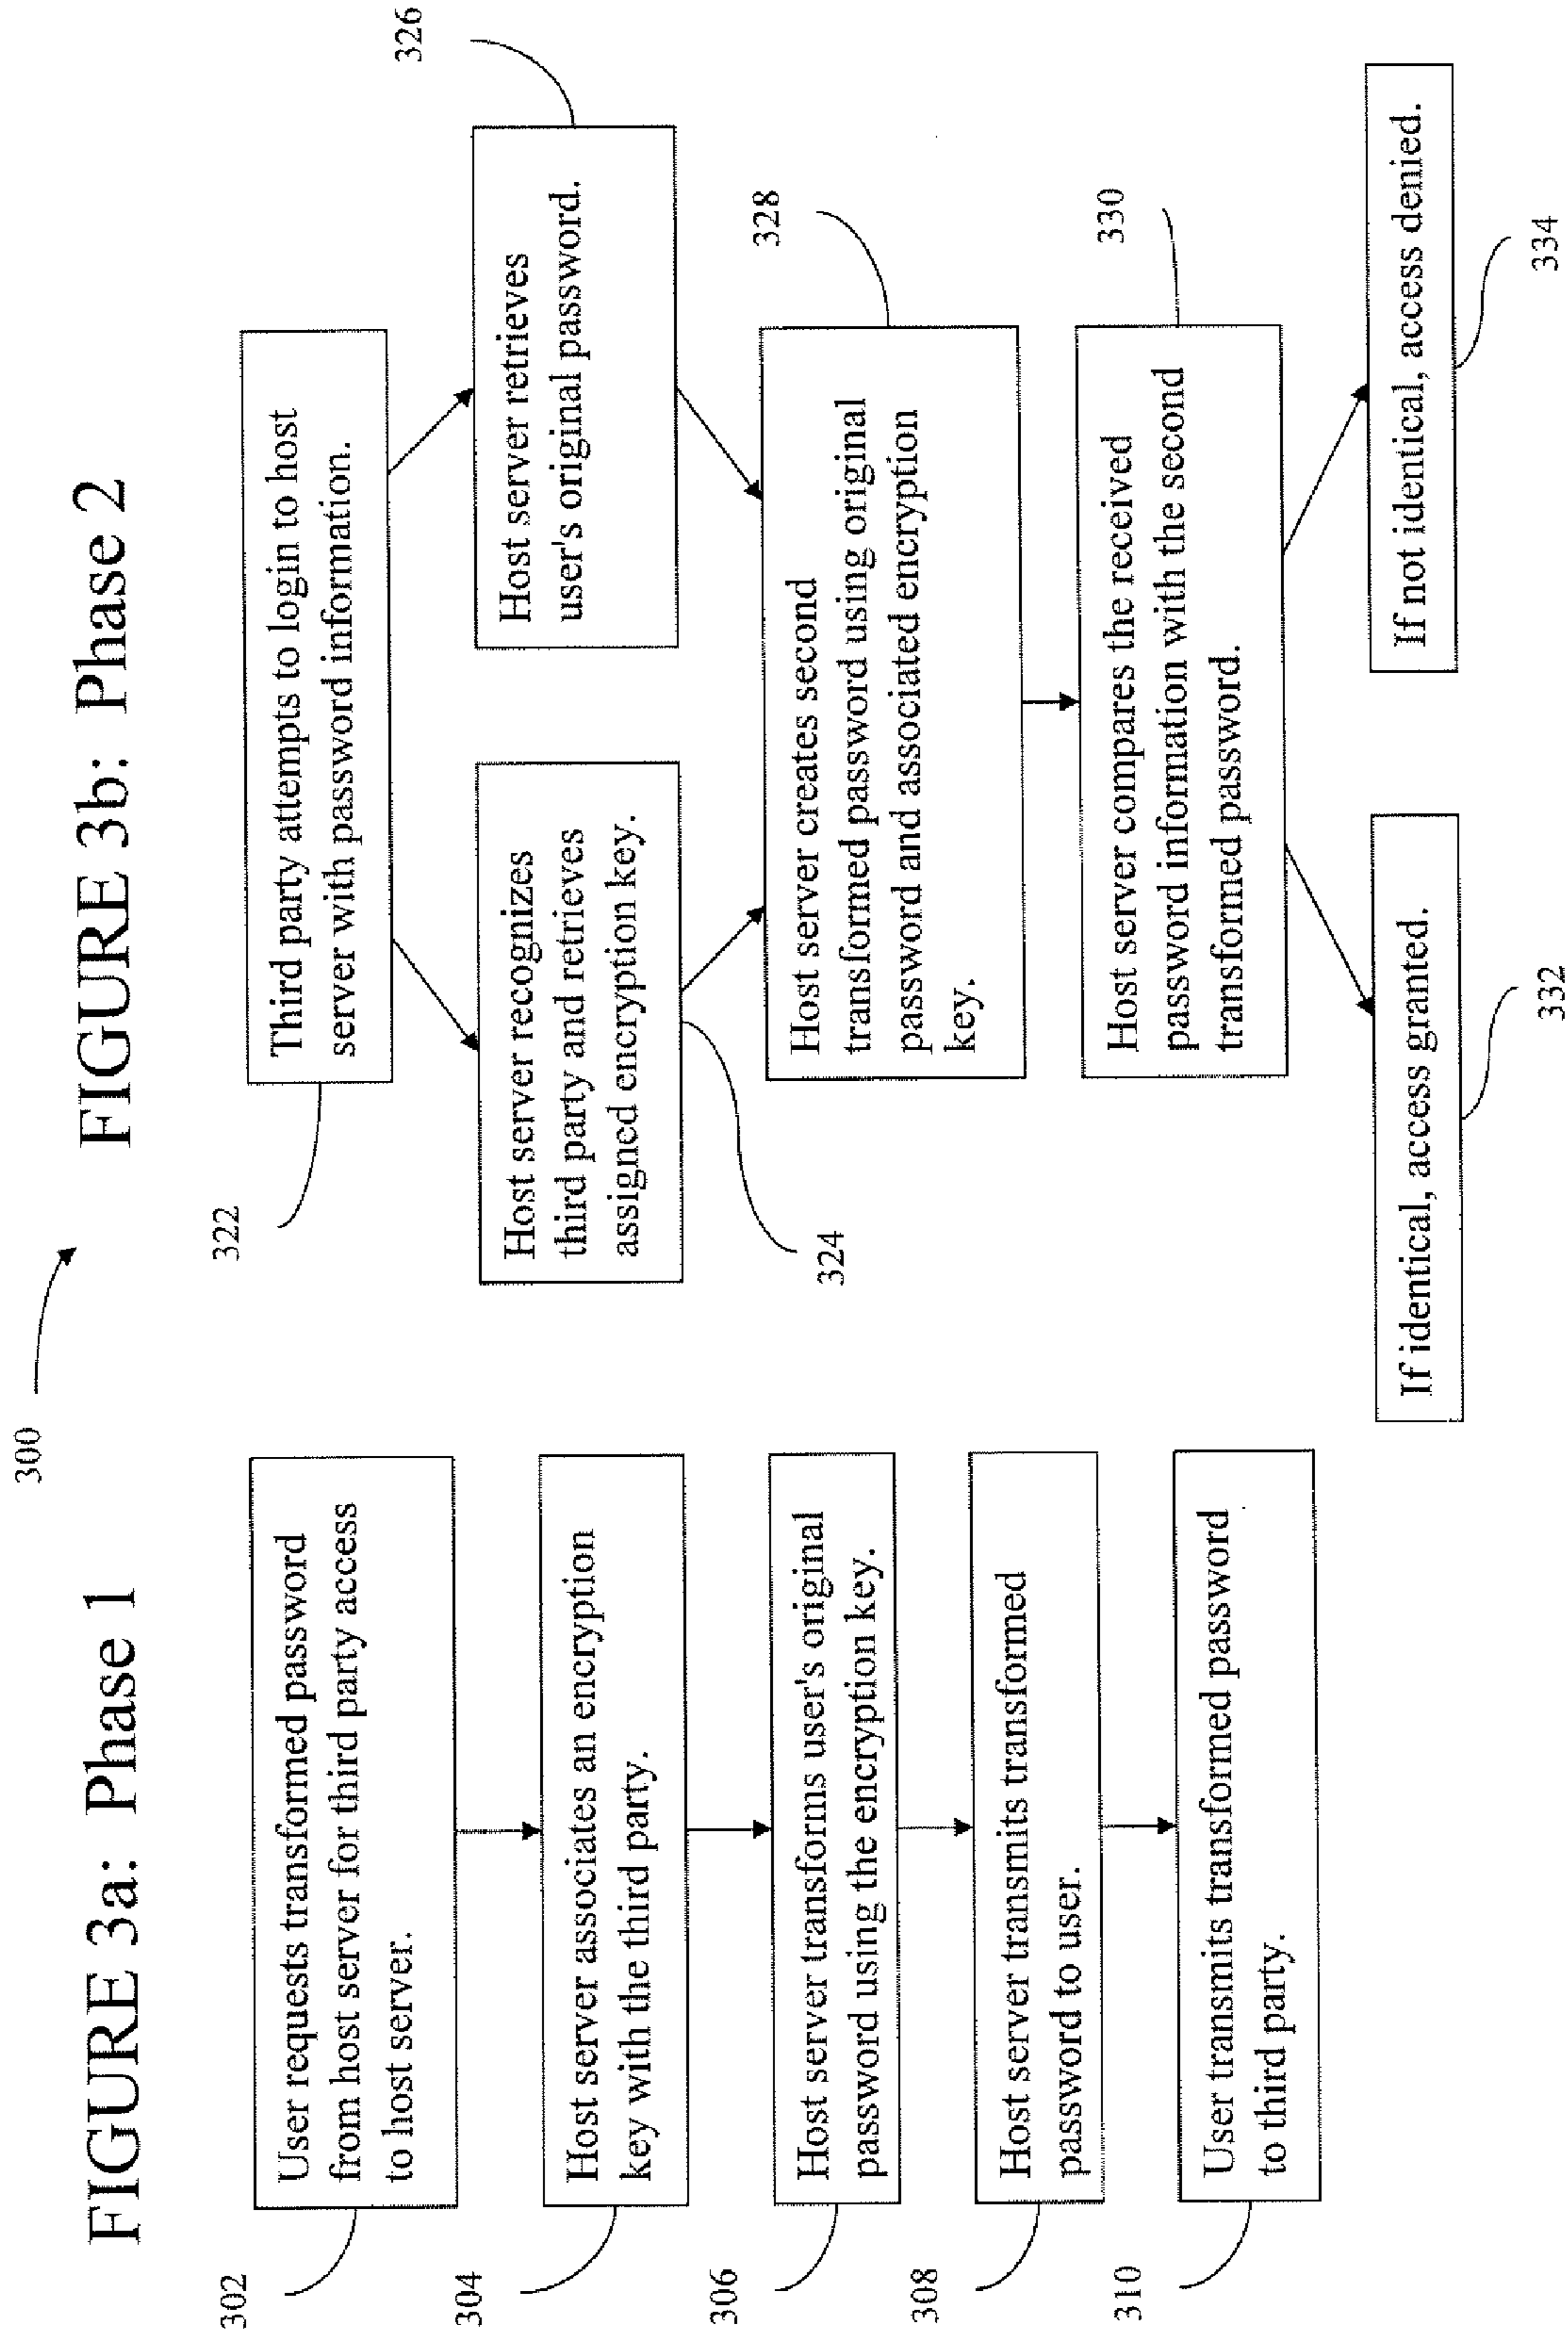 300
FIGURE 3a: Phase 1
302
User requests transformed password
from host server for third party access
to host server.
304
Host server associates an encryption
key with the third party.
306
Host server transforms user's original
password using the encryption key.
308
Host server transmits transformed
password to user.
310
User transmits transformed password
to third party.
FIGURE 3b: Phase 2
322
Third party attempts to login to host
server with password information.
324
Host server recognizes
third party and retrieves
assigned encryption key.
326
Host server retrieves
user's original password.
328
Host server creates second
transformed password using original
password and associated encryption
key.
330
Host server compares the received
password information with the second
transformed password.
If identical, access granted.
332
If not identical, access denied.
334